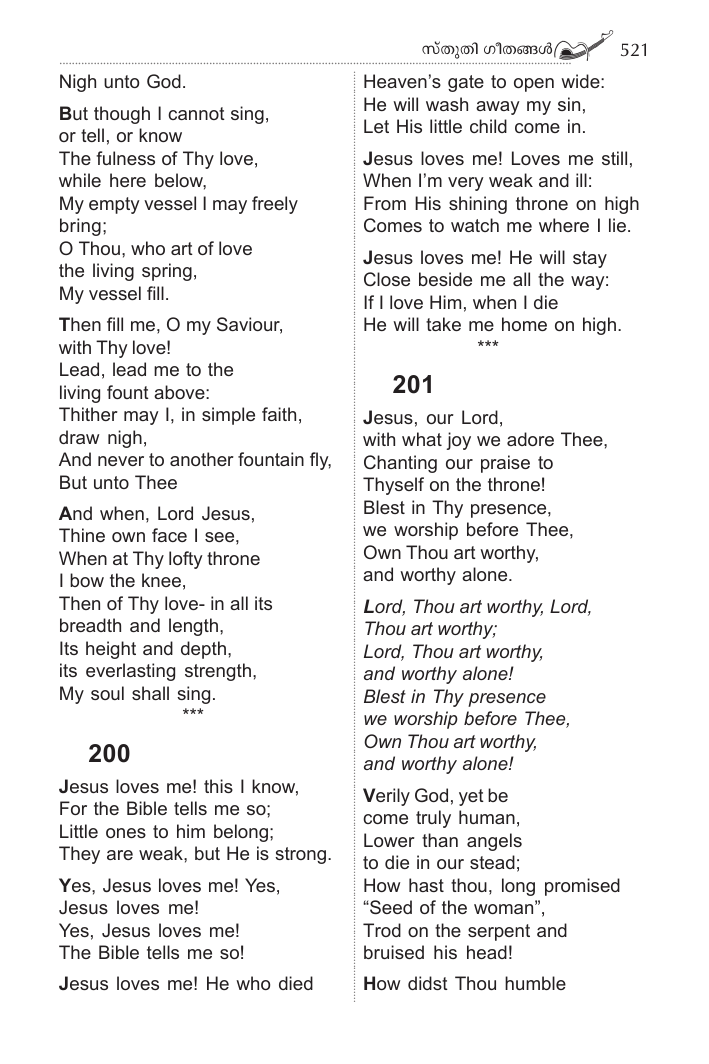 സ്തുതി ഗീതങ്ങൾ 521
Nigh unto God.
But though I cannot sing,
or tell, or know
The fulness of Thy love,
while here below,
My empty vessel I may freely
bring;
O Thou, who art of love
the living spring,
My vessel fill.
Then fill me, O my Saviour,
with Thy love!
Lead, lead me to the
living fount above:
Thither may I, in simple faith,
draw nigh,
And never to another fountain fly,
But unto Thee
And when, Lord Jesus,
Thine own face I see,
When at Thy lofty throne
I bow the knee,
Then of Thy love- in all its
breadth and length,
Its height and depth,
its everlasting strength,
My soul shall sing.
***
200
Jesus loves me! this I know,
For the Bible tells me so;
Little ones to him belong;
They are weak, but He is strong.
Yes, Jesus loves me! Yes,
Jesus loves me!
Yes, Jesus loves me!
The Bible tells me so!
Jesus loves me! He who died
Heaven's gate to open wide:
He will wash away my sin,
Let His little child come in.
Jesus loves me! Loves me still,
When I'm very weak and ill:
From His shining throne on high
Comes to watch me where I lie.
Jesus loves me! He will stay
Close beside me all the way:
If I love Him, when I die
He will take me home on high.
***
201
Jesus, our Lord,
with what joy we adore Thee,
Chanting our praise to
Thyself on the throne!
Blest in Thy presence,
we worship before Thee,
Own Thou art worthy,
and worthy alone.
Lord, Thou art worthy, Lord,
Thou art worthy;
Lord, Thou art worthy,
and worthy alone!
Blest in Thy presence
we worship before Thee,
Own Thou art worthy,
and worthy alone!
Verily God, yet be
come truly human,
Lower than angels
to die in our stead;
How hast thou, long promised
“Seed of the woman”,
Trod on the serpent and
bruised his head!
How didst Thou humble